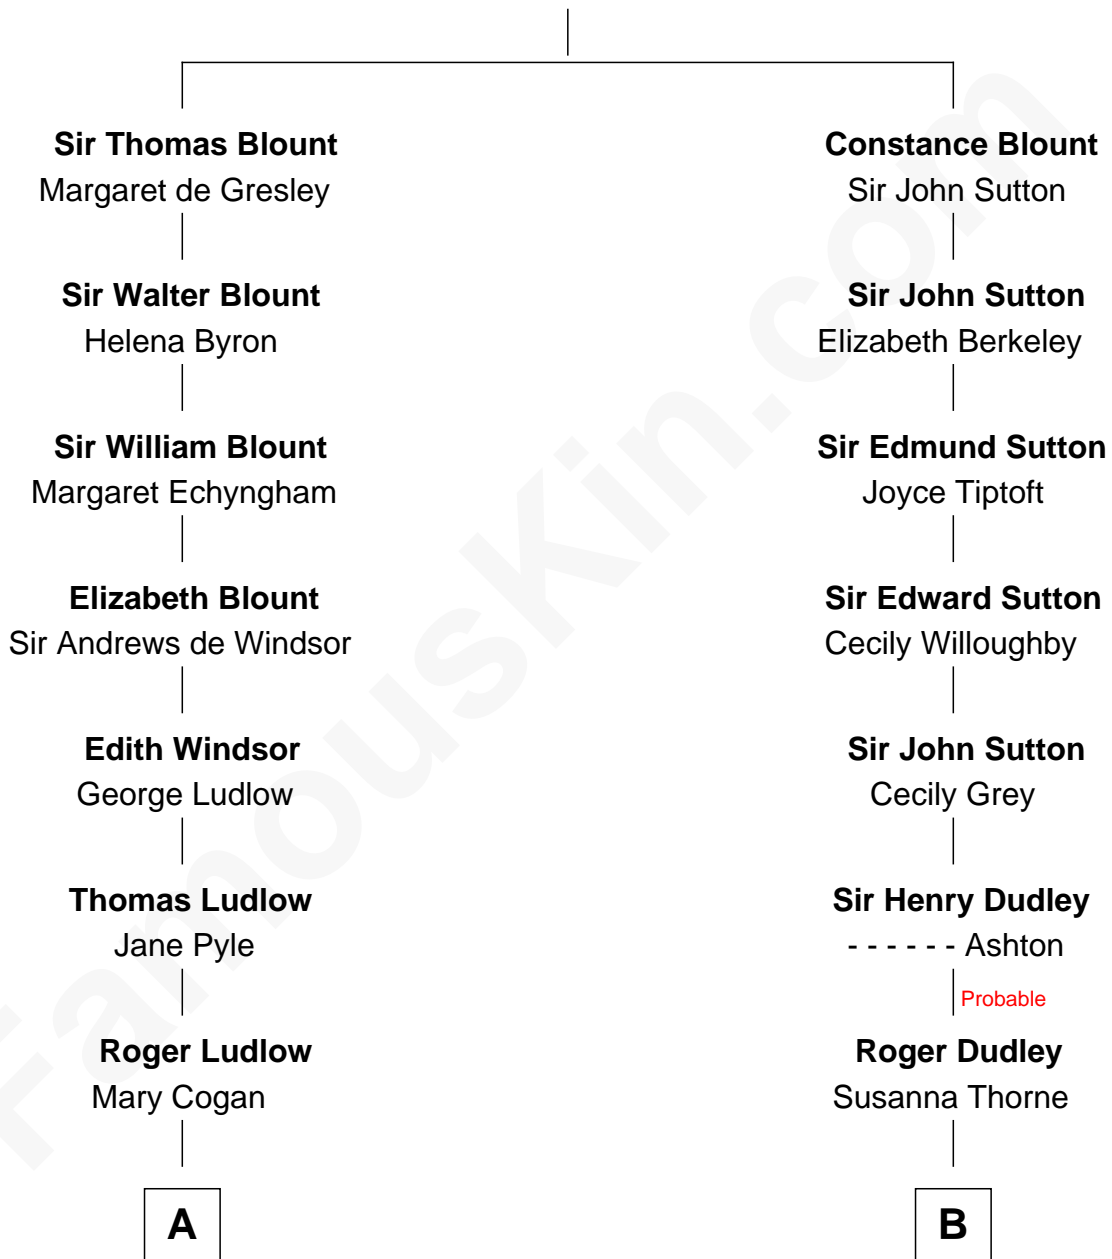 Sir Thomas Blount
Margaret de Gresley
Sir Walter Blount
Helena Byron
Sir William Blount
Margaret Echyngham
Elizabeth Blount
Sir Andrews de Windsor
Edith Windsor
George Ludlow
Thomas Ludlow
Jane Pyle
Roger Ludlow
Mary Cogan
A
Constance Blount
Sir John Sutton
Sir John Sutton
Elizabeth Berkeley
Sir Edmund Sutton
Joyce Tiptoft
Sir Edward Sutton
Cecily Willoughby
Sir John Sutton
Cecily Grey
Sir Henry Dudley
- - - - - - Ashton
Probable
Roger Dudley
Susanna Thorne
B
FamousKin.com